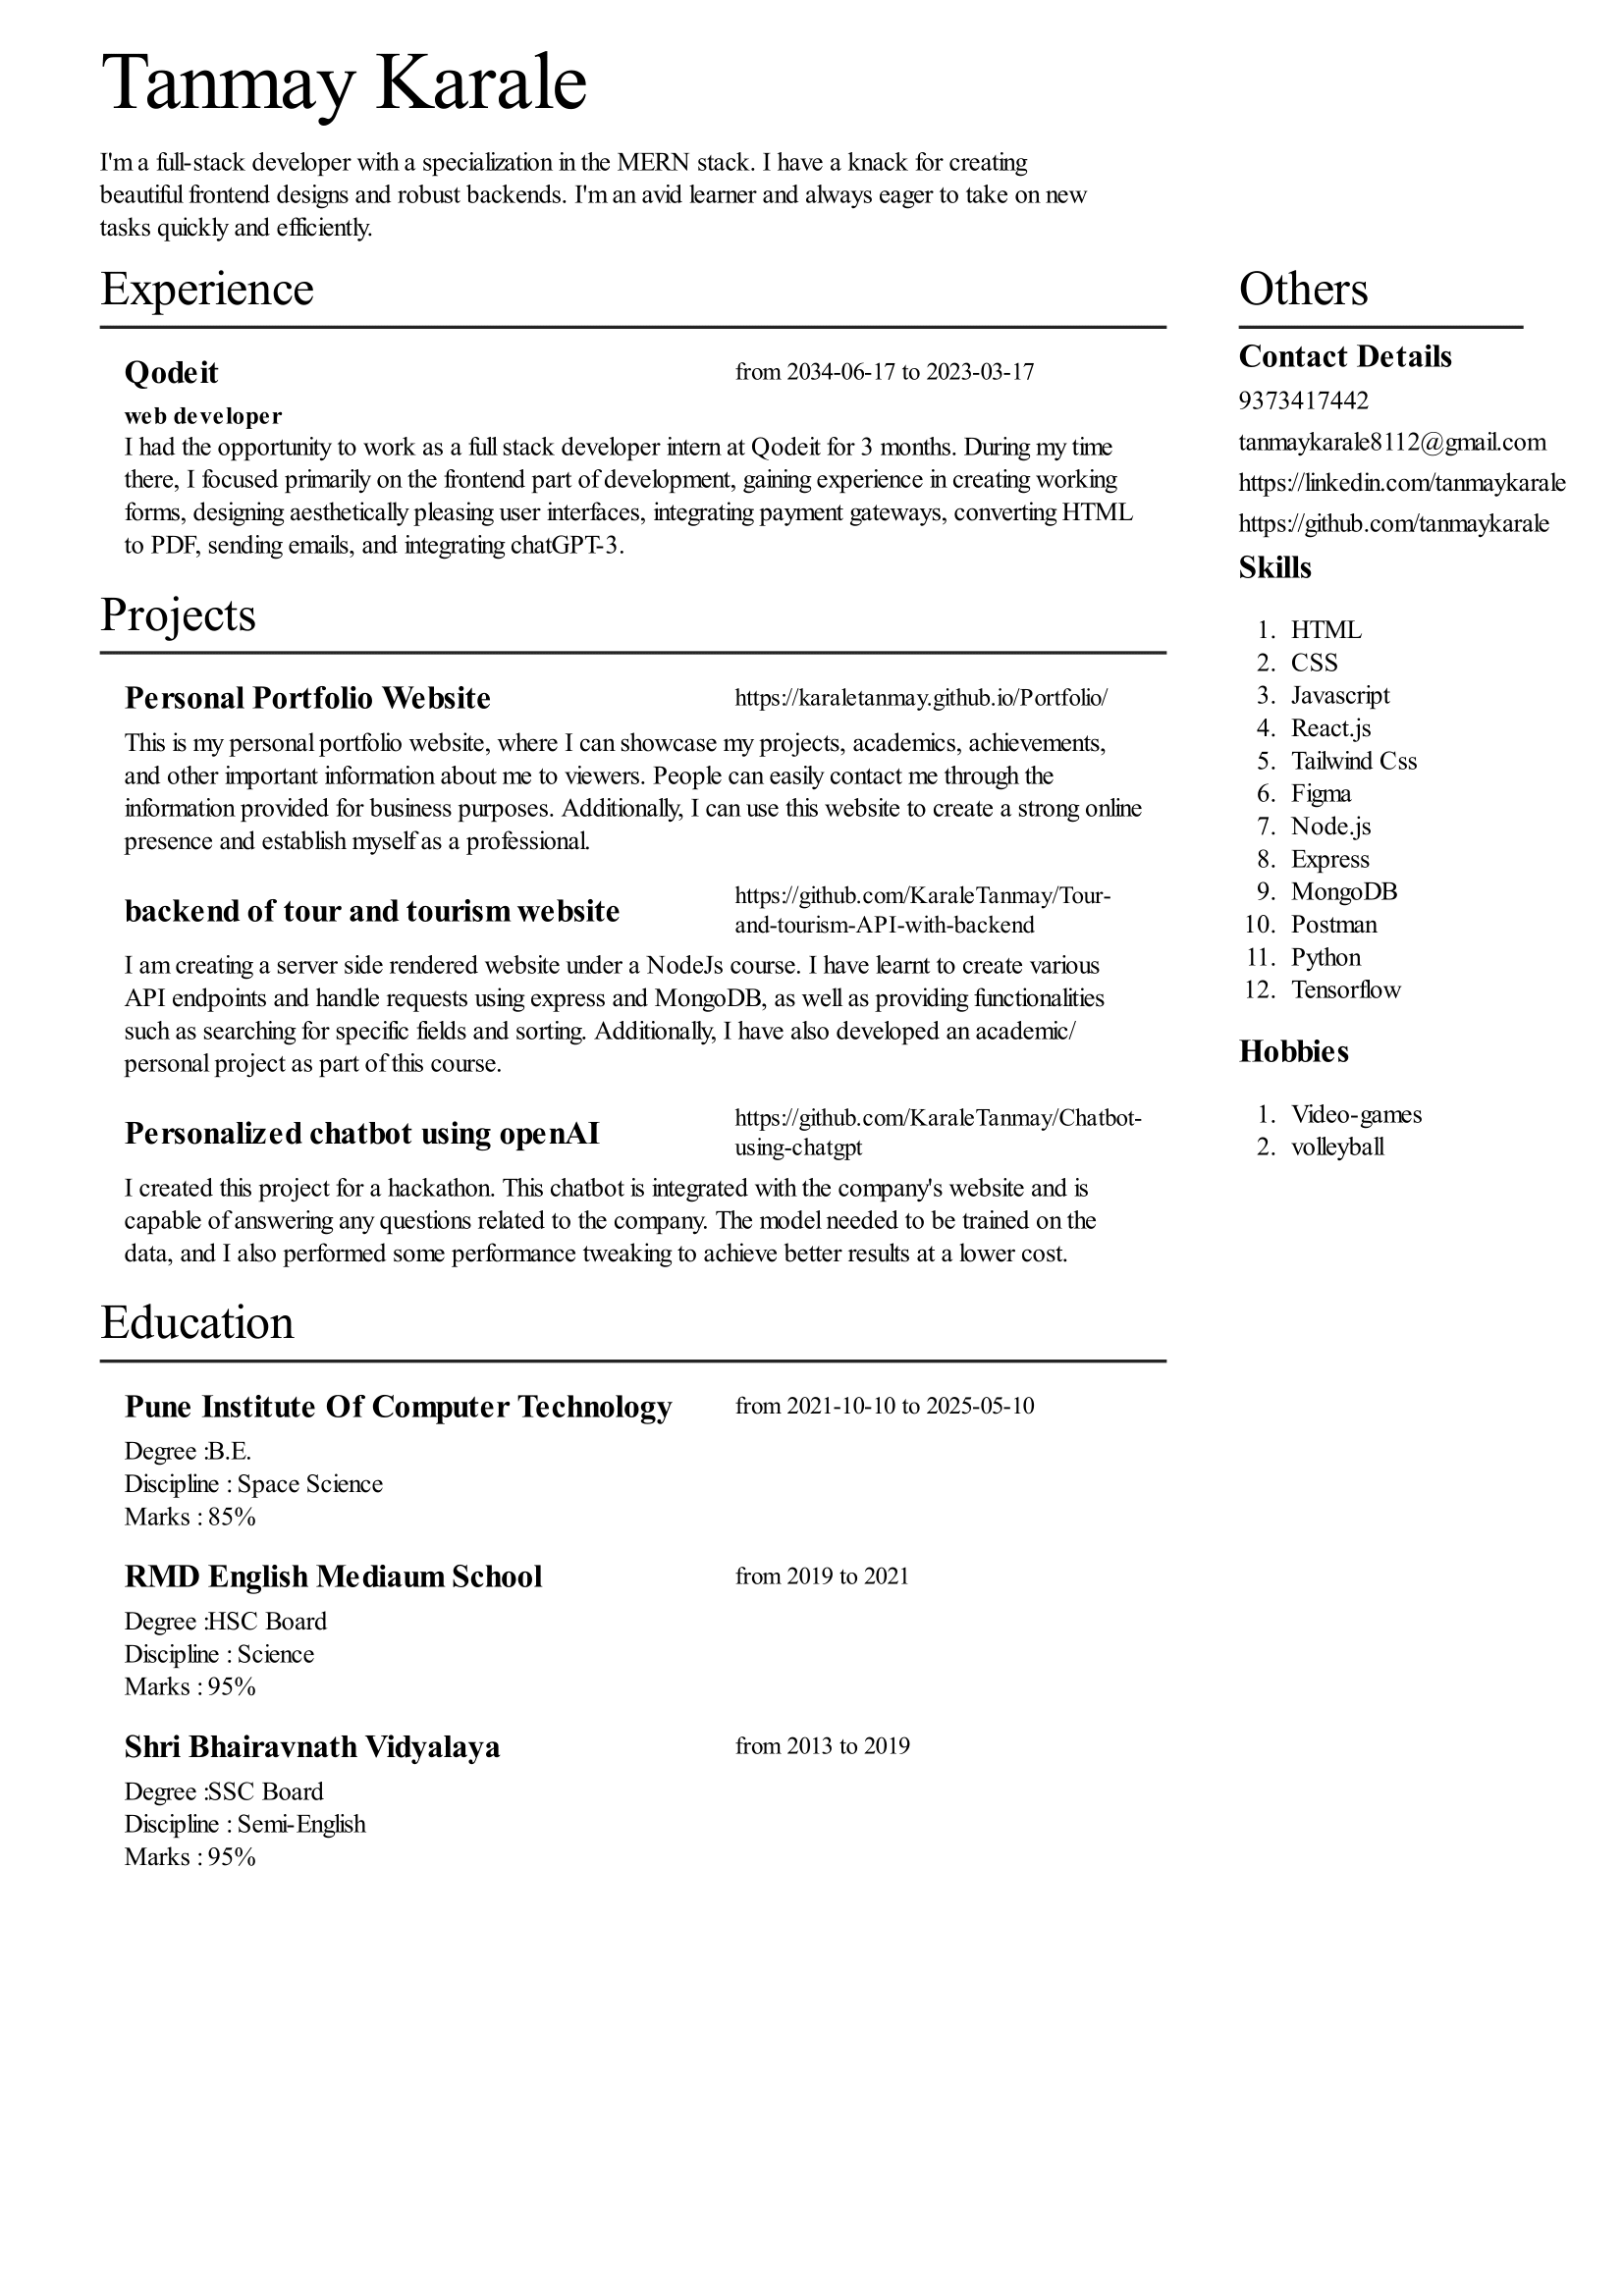 Tanmay Karale
I'm a full-stack developer with a specialization in the MERN stack. I have a knack for creating
beautiful frontend designs and robust backends. I'm an avid learner and always eager to take on new
tasks quickly and efficiently.
Experience
Qodeit
from 2034-06-17 to 2023-03-17
web developer
I had the opportunity to work as a full stack developer intern at Qodeit for 3 months. During my time
there, I focused primarily on the frontend part of development, gaining experience in creating working
forms, designing aesthetically pleasing user interfaces, integrating payment gateways, converting HTML
to PDF, sending emails, and integrating chatGPT-3.
Projects
Personal Portfolio Website
https://karaletanmay.github.io/Portfolio/
This is my personal portfolio website, where I can showcase my projects, academics, achievements,
and other important information about me to viewers. People can easily contact me through the
information provided for business purposes. Additionally, I can use this website to create a strong online
presence and establish myself as a professional.
backend of tour and tourism website
https://github.com/KaraleTanmay/Tour-
and-tourism-API-with-backend
I am creating a server side rendered website under a NodeJs course. I have learnt to create various
API endpoints and handle requests using express and MongoDB, as well as providing functionalities
such as searching for specific fields and sorting. Additionally, I have also developed an academic/
personal project as part of this course.
Personalized chatbot using openAI
https://github.com/KaraleTanmay/Chatbot-
using-chatgpt
I created this project for a hackathon. This chatbot is integrated with the company's website and is
capable of answering any questions related to the company. The model needed to be trained on the
data, and I also performed some performance tweaking to achieve better results at a lower cost.
Education
Pune Institute Of Computer Technology
from 2021-10-10 to 2025-05-10
Degree :B.E.
Discipline : Space Science
Marks : 85%
RMD English Mediaum School
from 2019 to 2021
Degree :HSC Board
Discipline : Science
Marks : 95%
Shri Bhairavnath Vidyalaya
from 2013 to 2019
Degree :SSC Board
Discipline : Semi-English
Marks : 95%
Others
Contact Details
9373417442
tanmaykarale8112@gmail.com
https://linkedin.com/tanmaykarale
https://github.com/tanmaykarale
Skills
1. HTML
2. CSS
3. Javascript
4. React.js
5. Tailwind Css
6. Figma
7. Node.js
8. Express
9. MongoDB
10. Postman
11. Python
12. Tensorflow
Hobbies
1. Video-games
2. volleyball